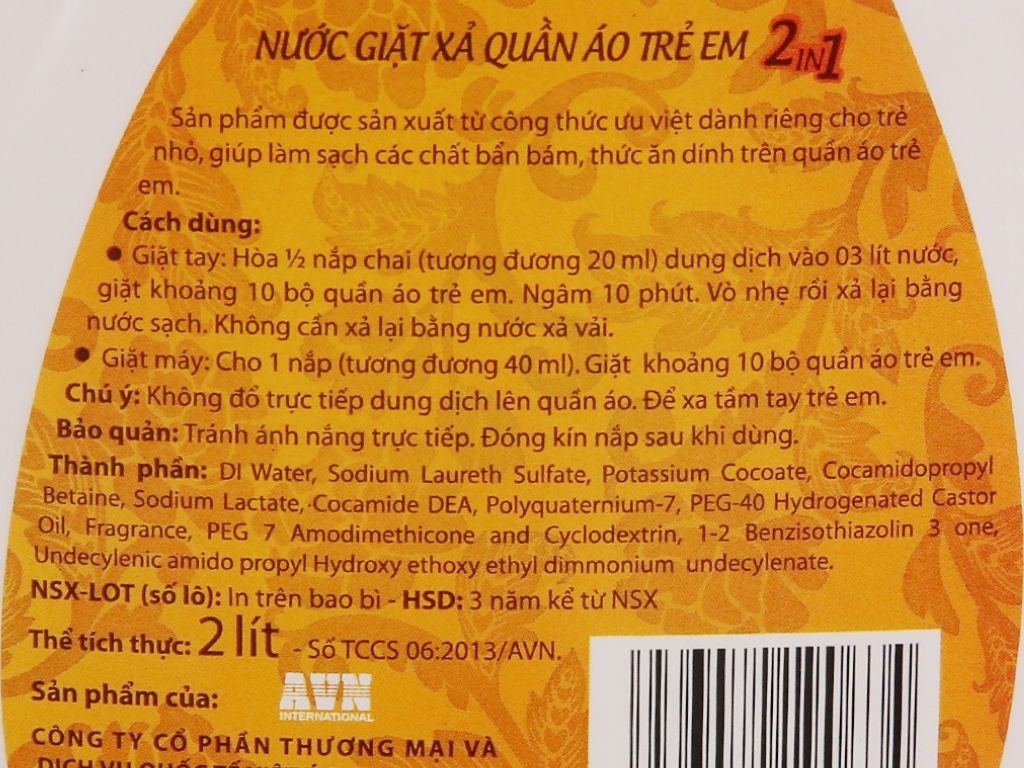 NƯỚC GIẶT XẢ QUẦN ÁO TRẺ EM 2IN1
Sản phẩm được sản xuất từ công thức ưu việt dành riêng cho trẻ
nhỏ, giúp làm sạch các chất bẩn bám, thức ăn dính trên quần áo trẻ
em.
Cách dùng:
● Giặt tay: Hòa ½ nắp chai (tương đương 20 ml) dung dịch vào 03 lít nước,
giặt khoảng 10 bộ quần áo trẻ em. Ngâm 10 phút. Vò nhẹ rồi xả lại bằng
nước sạch. Không cần xả lại bằng nước xả vải.
● Giặt máy: Cho 1 nắp (tương đương 40 ml). Giặt khoảng 10 bộ quần áo trẻ em.
Chú ý: Không đổ trực tiếp dung dịch lên quần áo. Để xa tầm tay trẻ em.
Bảo quản: Tránh ánh nắng trực tiếp. Đóng kín nắp sau khi dùng.
Thành phần: DI Water, Sodium Laureth Sulfate, Potassium Cocoate, Cocamidopropyl
Betaine, Sodium Lactate, Cocamide DEA, Polyquaternium-7, PEG-40 Hydrogenated Castor
Oil, Fragrance, PEG 7 Amodimethicone and Cyclodextrin, 1-2 Benzisothiazolin 3 one,
Undecylenic amido propyl Hydroxy ethoxy ethyl dimmonium undecylenate.
NSX-LOT (số lô): In trên bao bì - HSD: 3 năm kể từ NSX
Thể tích thực: 2 lít - Số TCCS 06:2013/AVN.
Sản phẩm của: AVN
INTERNATIONAL
CÔNG TY CỔ PHẦN THƯƠNG MẠI VÀ
DỊCH VỤ QUỐC TẾ